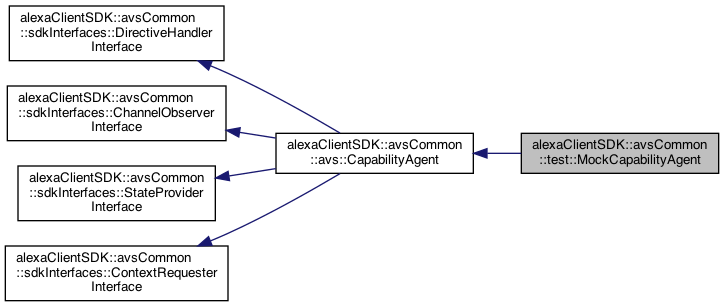 alexaClientSDK::avsCommon
::sdkInterfaces::DirectiveHandler
Interface
alexaClientSDK::avsCommon
::sdkInterfaces::ChannelObserver
Interface
alexaClientSDK::avsCommon
::avs::CapabilityAgent
alexaClientSDK::avsCommon
::test::MockCapabilityAgent
alexaClientSDK::avsCommon
::sdkInterfaces::StateProvider
Interface
alexaClientSDK::avsCommon
::sdkInterfaces::ContextRequester
Interface